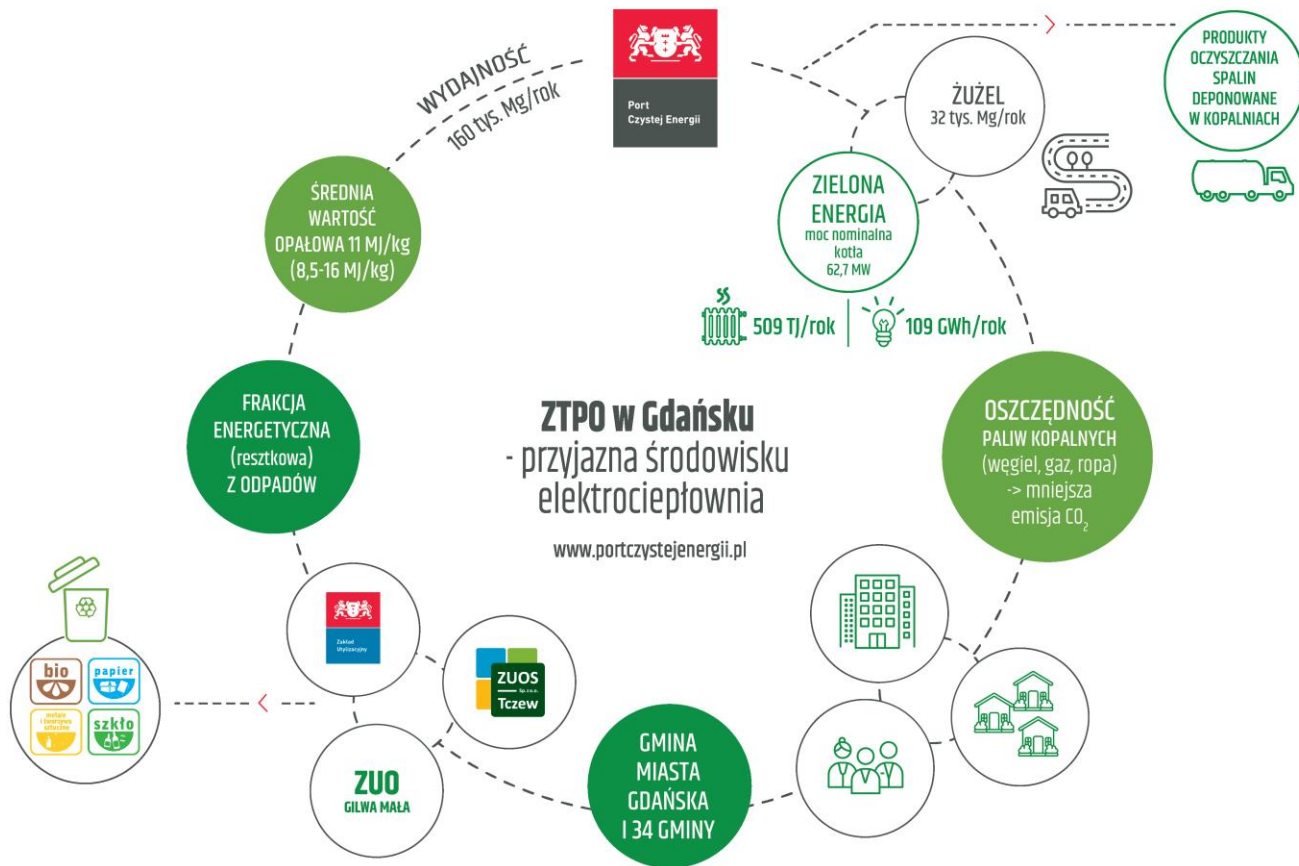 WYDAJNOŚĆ
160 tys. Mg/rok
Port
Czystej Energii
ŻUŻEL
32 tys. Mg/rok
PRODUKTY
OCZYSZCZANIA
SPALIN
DEPONOWANE
W KOPALNIACH
ZIELONA
ENERGIA
moc nominalna
kotła
62,7 MW
509 TJ/rok
109 GWh/rok
ŚREDNIA
WARTOŚĆ
OPAŁOWA 11 MJ/kg
(8,5-16 MJ/kg)
FRAKCJA
ENERGETYCZNA
(resztkowa)
Z ODPADÓW
ZTPO w Gdańsku
- przyjazna środowisku
elektrociepłownia
www.portczystejenergii.pl
OSZCZĘDNOŚĆ
PALIW KOPALNYCH
(węgiel, gaz, ropa)
-> mniejsza
emisja CO₂
bio
papier
metale
i tworzywa
sztuczne
szkło
Zakład
Utylizacyjny
ZUOS
Sp. z o.o.
Tczew
ZUO
GILWA MAŁA
GMINA
MIASTA
GDAŃSKA
I 34 GMINY